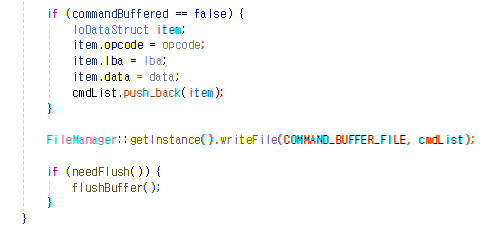 if (commandBuffered == false) {
IoDataStruct item;
item.opcode = opcode;
item.lba = lba;
item.data = data;
cmdList.push_back(item);
}
FileManager::getInstance().writeFile(COMMAND_BUFFER_FILE, cmdList);
if (needFlush()) {
flushBuffer();
}
}